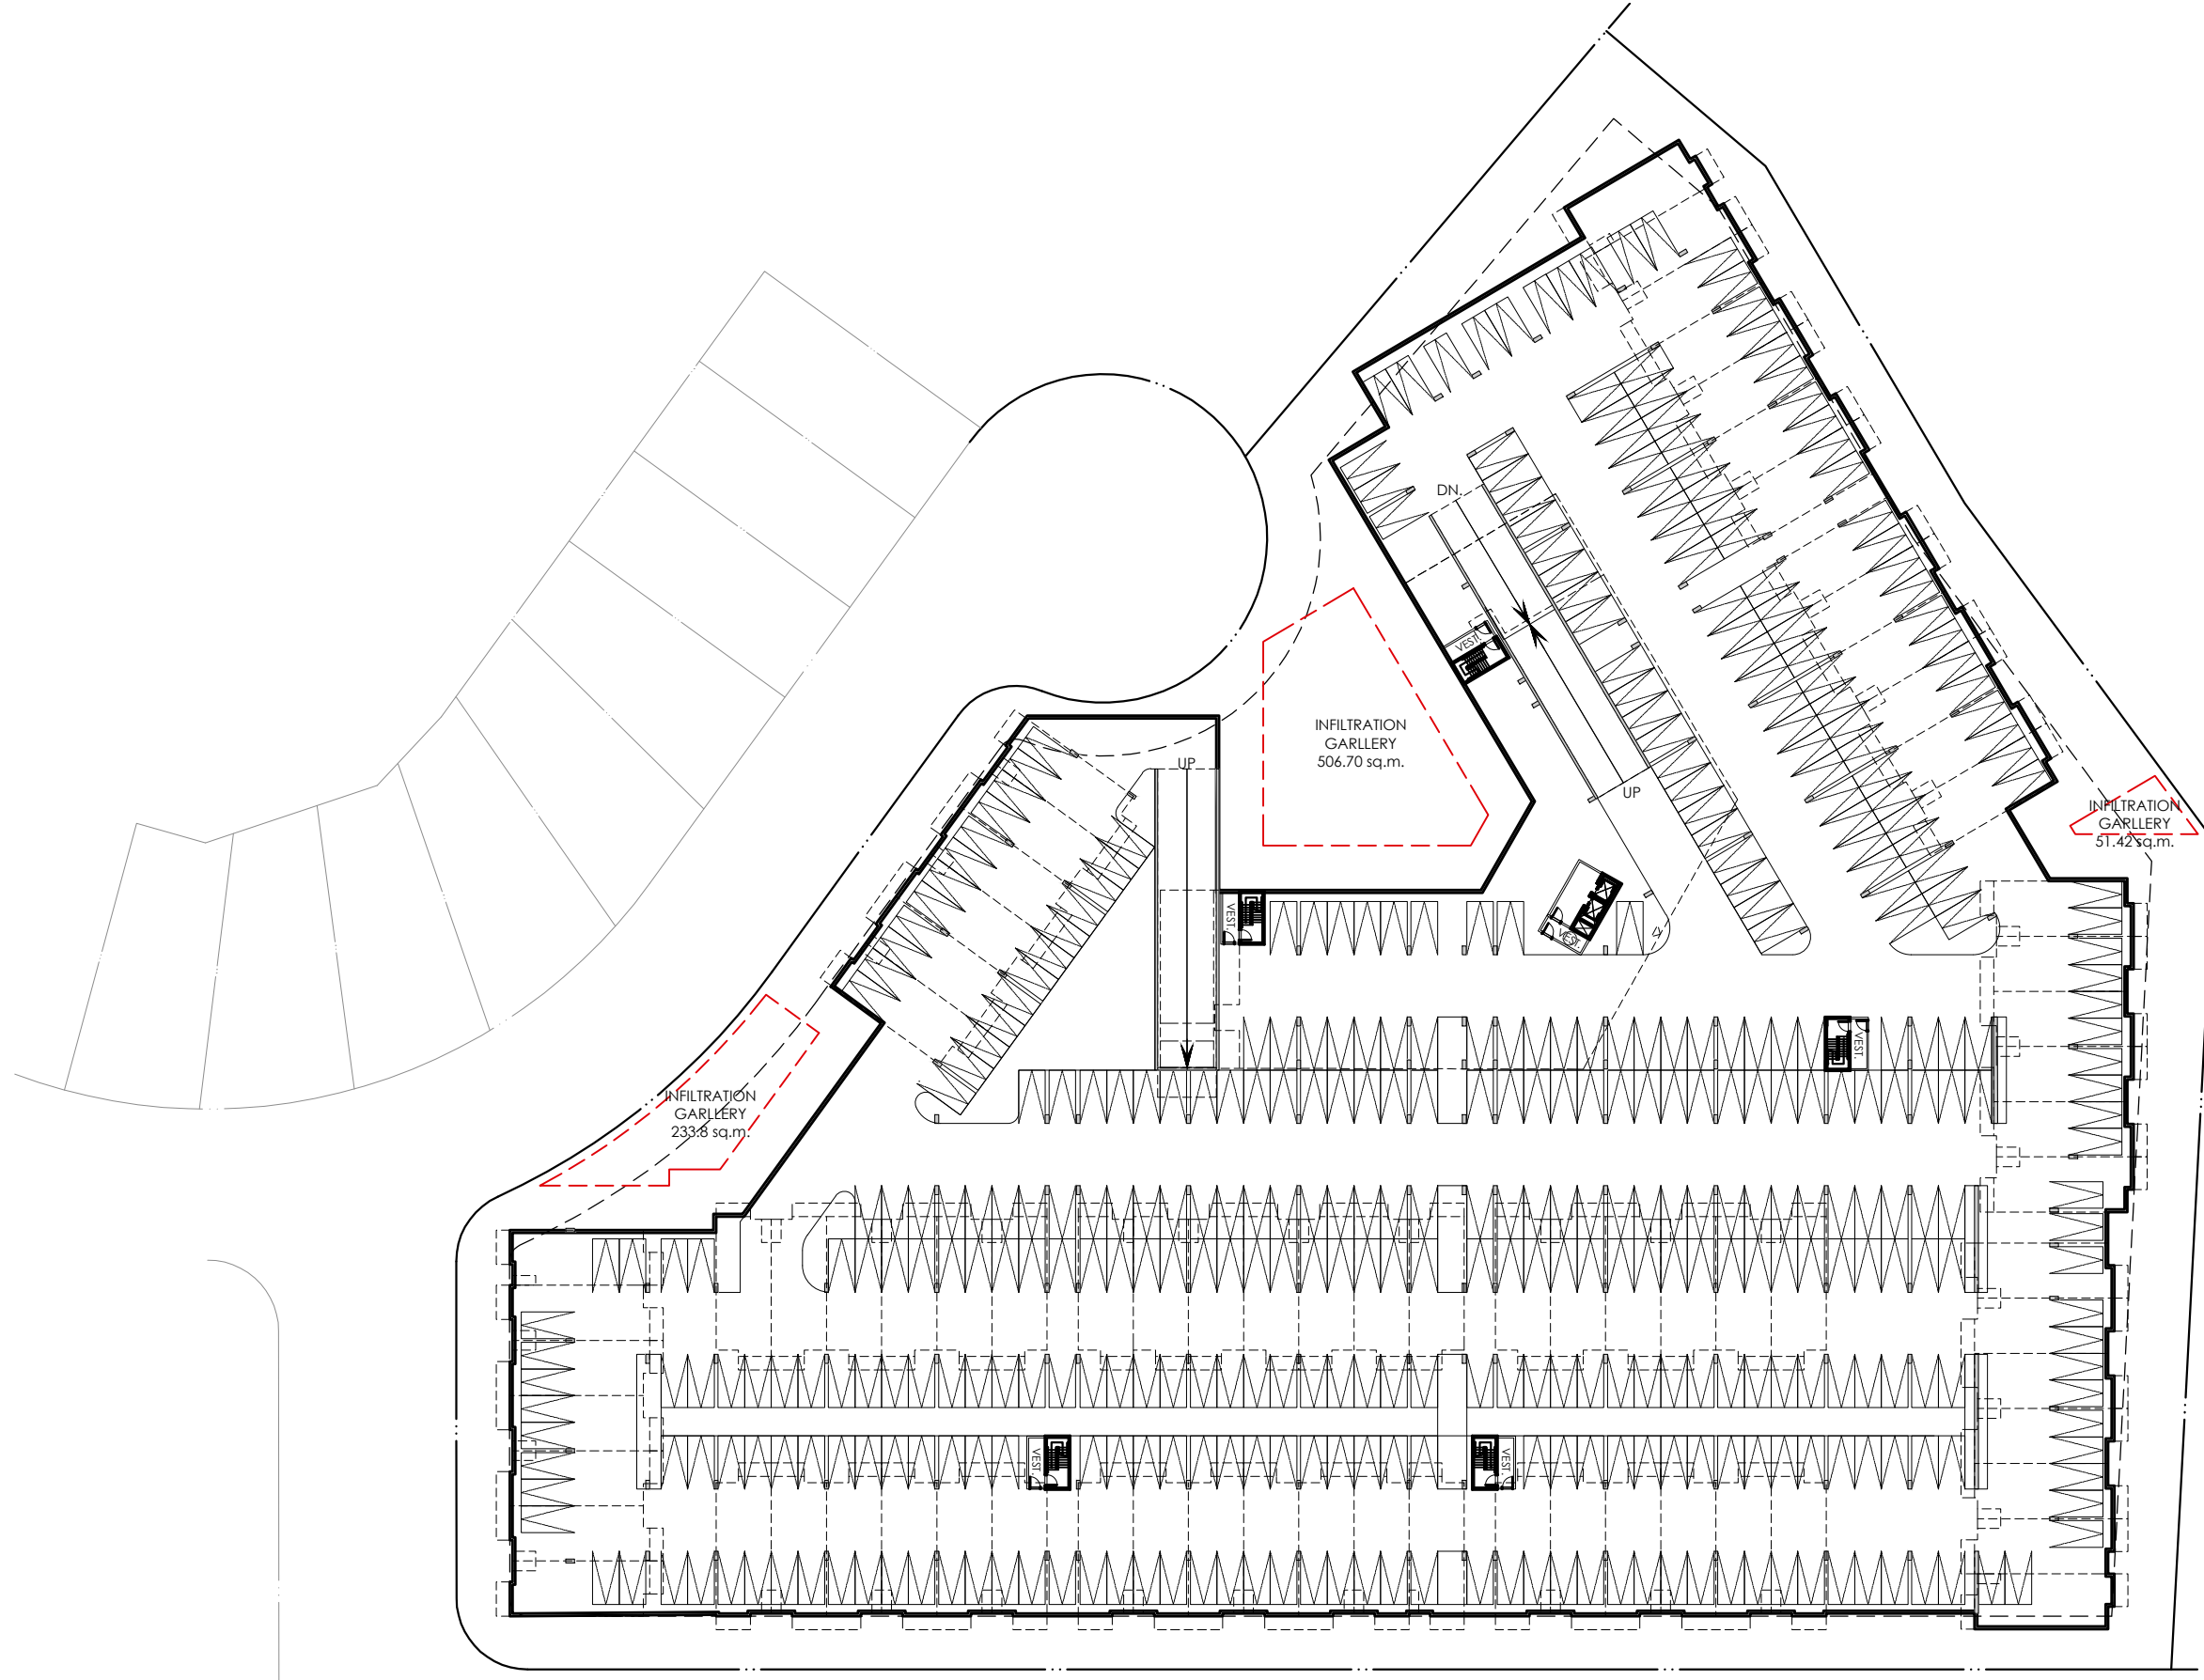 DN.
VEST.
INFILTRATION
GARLLERY
506.70 sq.m.
UP
UP
INFILTRATION
GARLLERY
51.42 sq.m.
VEST.
VEST.
VEST.
INFILTRATION
GARLLERY
233.8 sq.m.
VEST.
VEST.